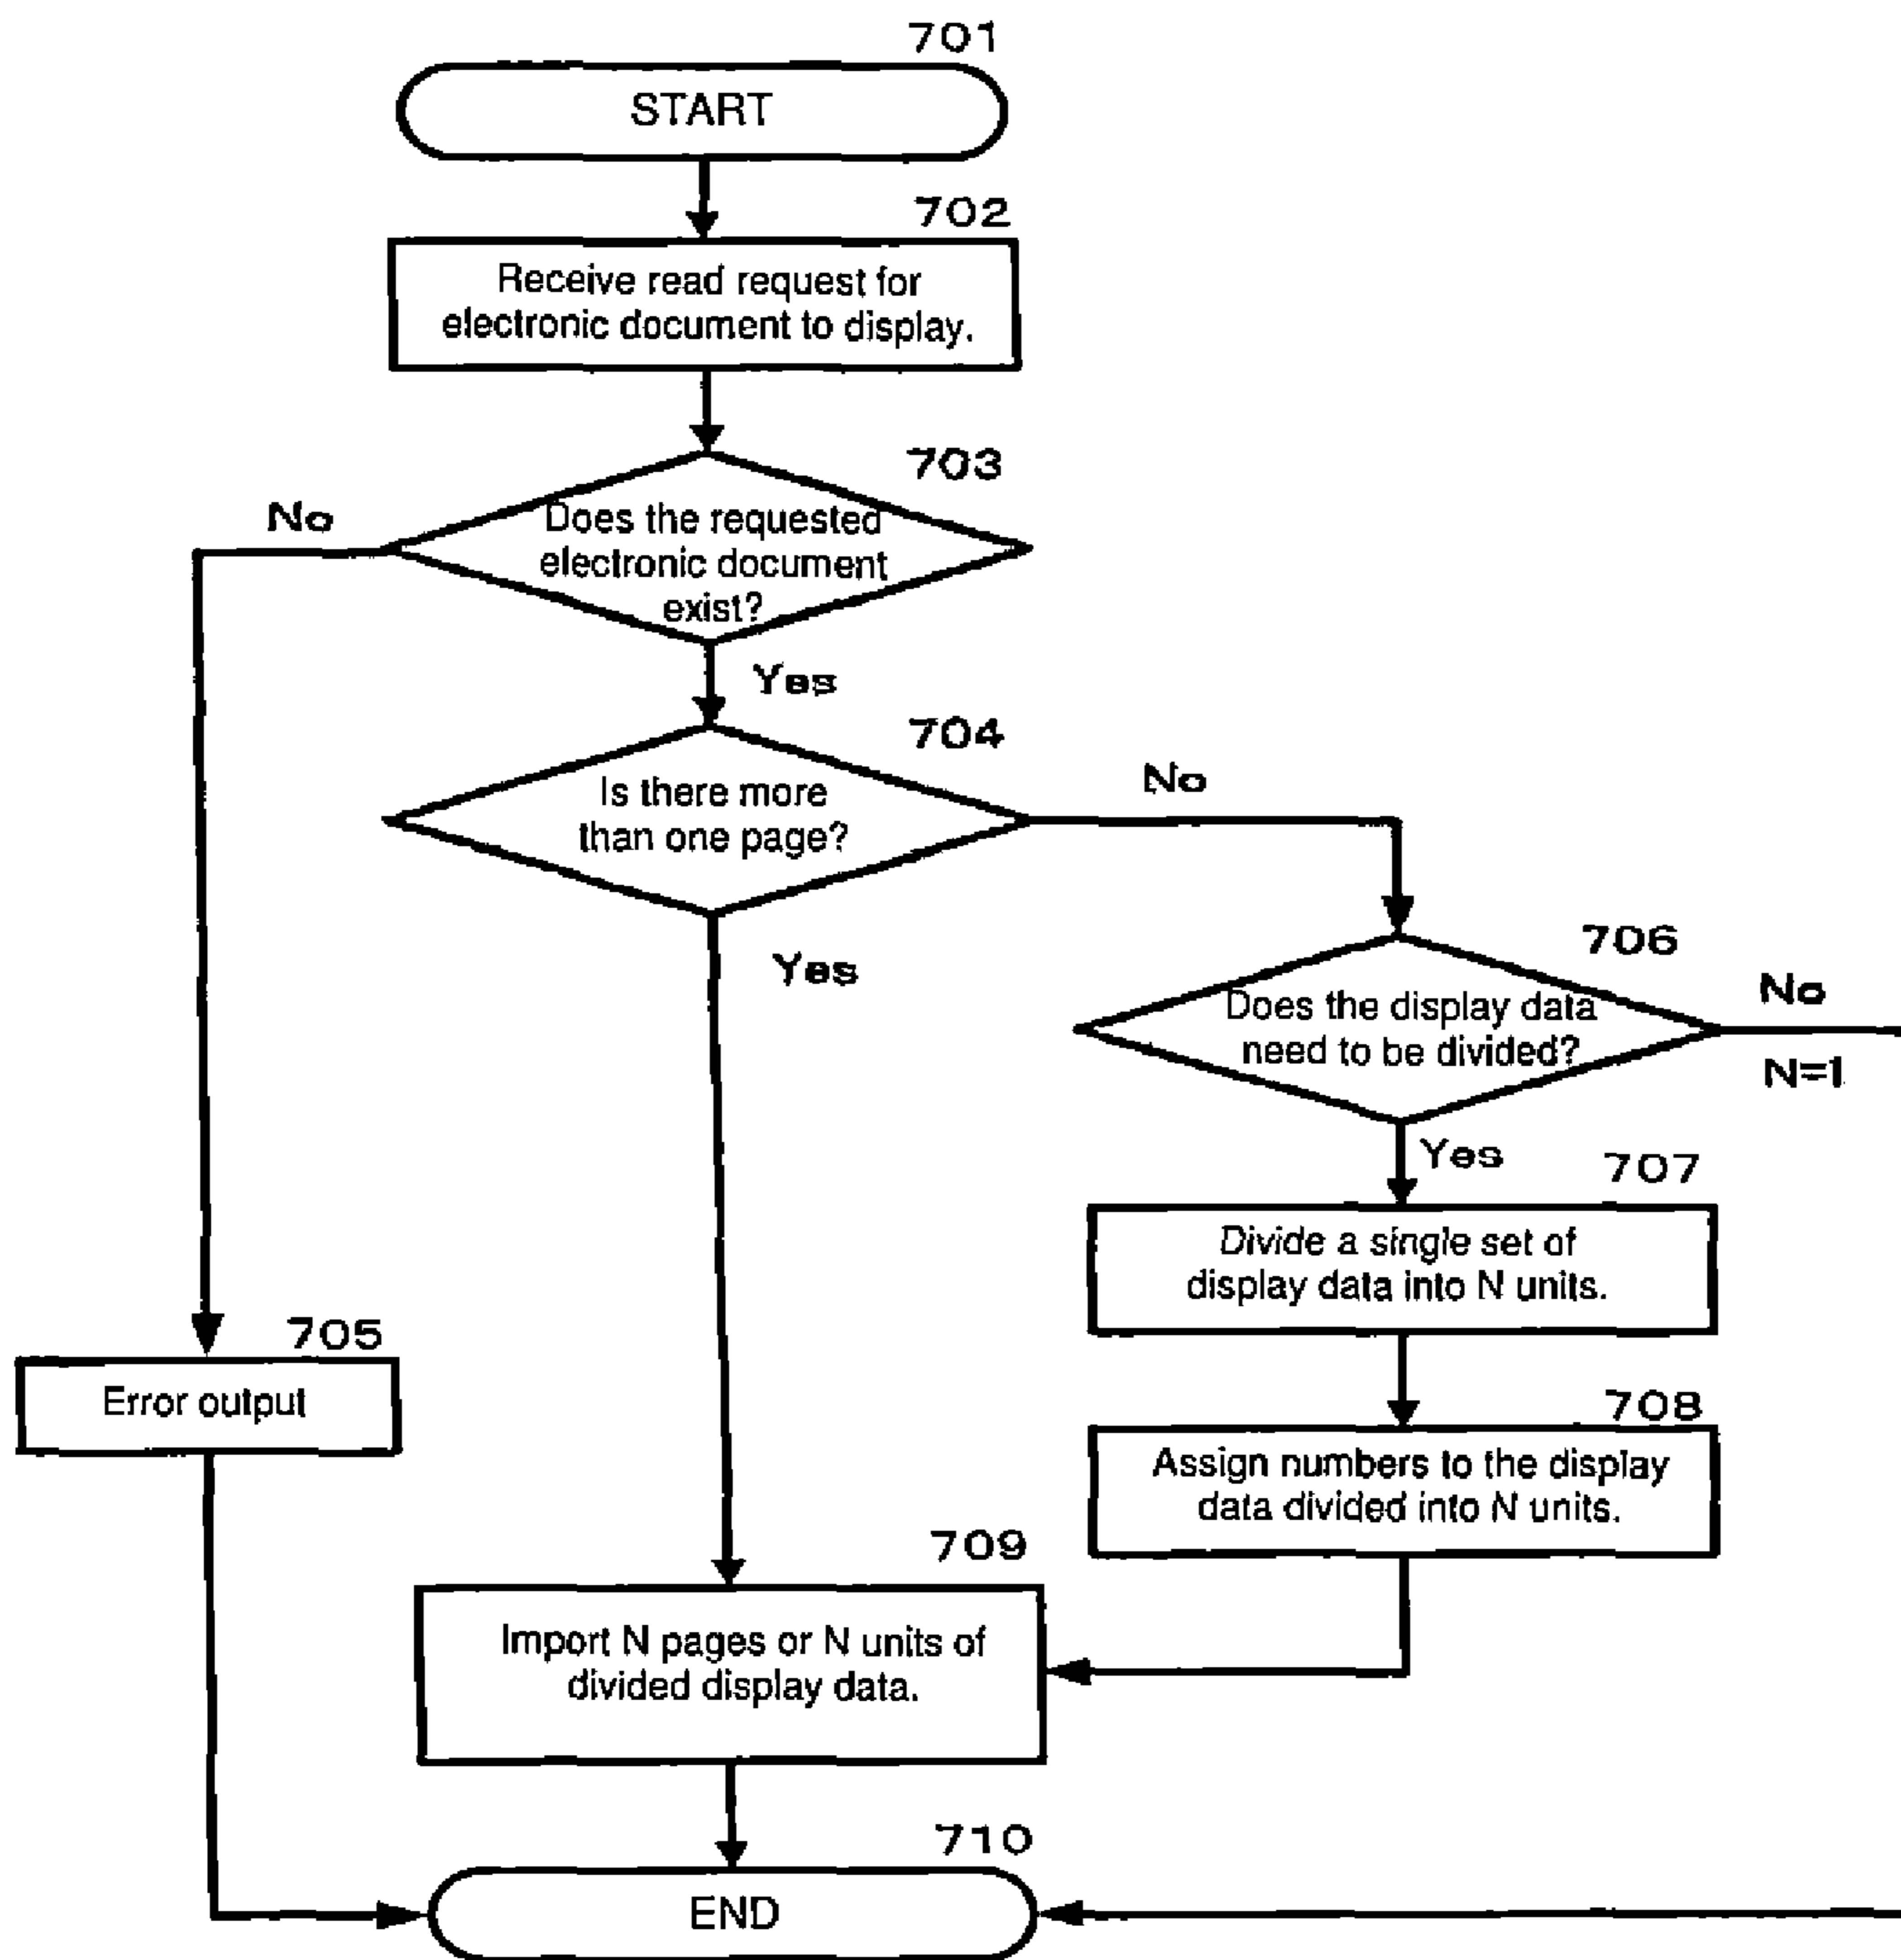 701
START
702
Receive read request for
electronic document to display.
703
No
Does the requested
electronic document
exist?
Yes
704
No
Is there more
than one page?
Yes
706
No
Does the display data
need to be divided?
N=1
Yes
707
Divide a single set of
display data into N units.
705
Error output
708
Assign numbers to the display
data divided into N units.
709
Import N pages or N units of
divided display data.
710
END